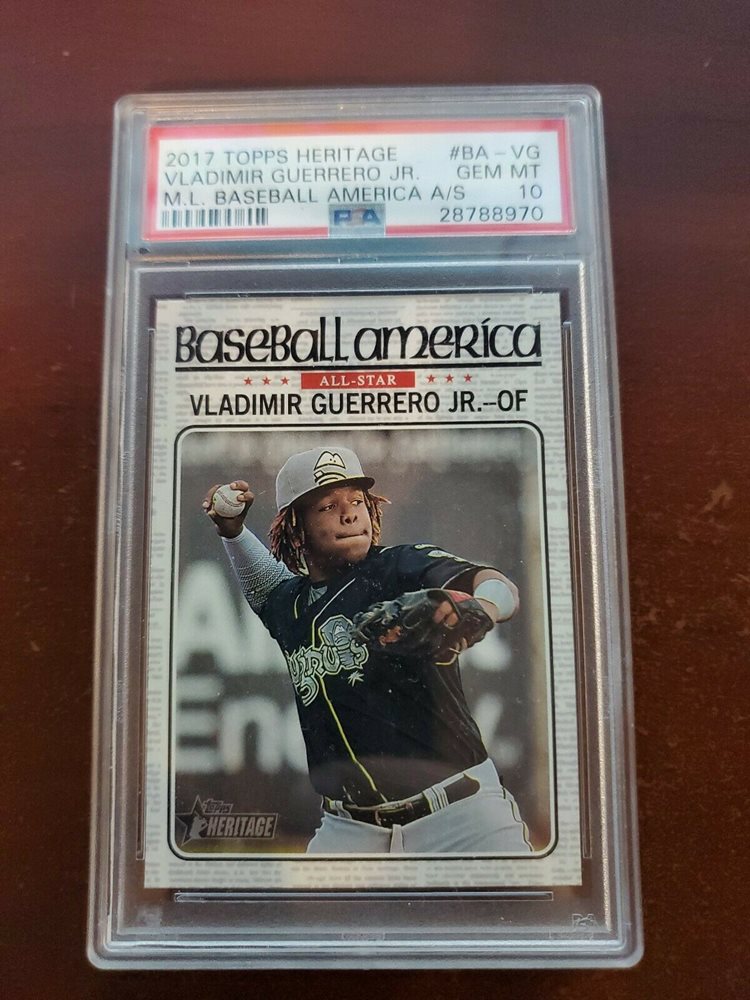 2017 TOPPS HERITAGE #BA-VG
VLADIMIR GUERRERO JR. GEM MT
M.L. BASEBALL AMERICA A/S 10
PSA 28788970
Baseball america
★ ★ ★ ALL-STAR ★ ★ ★
VLADIMIR GUERRERO JR.–OF
Topps
HERITAGE